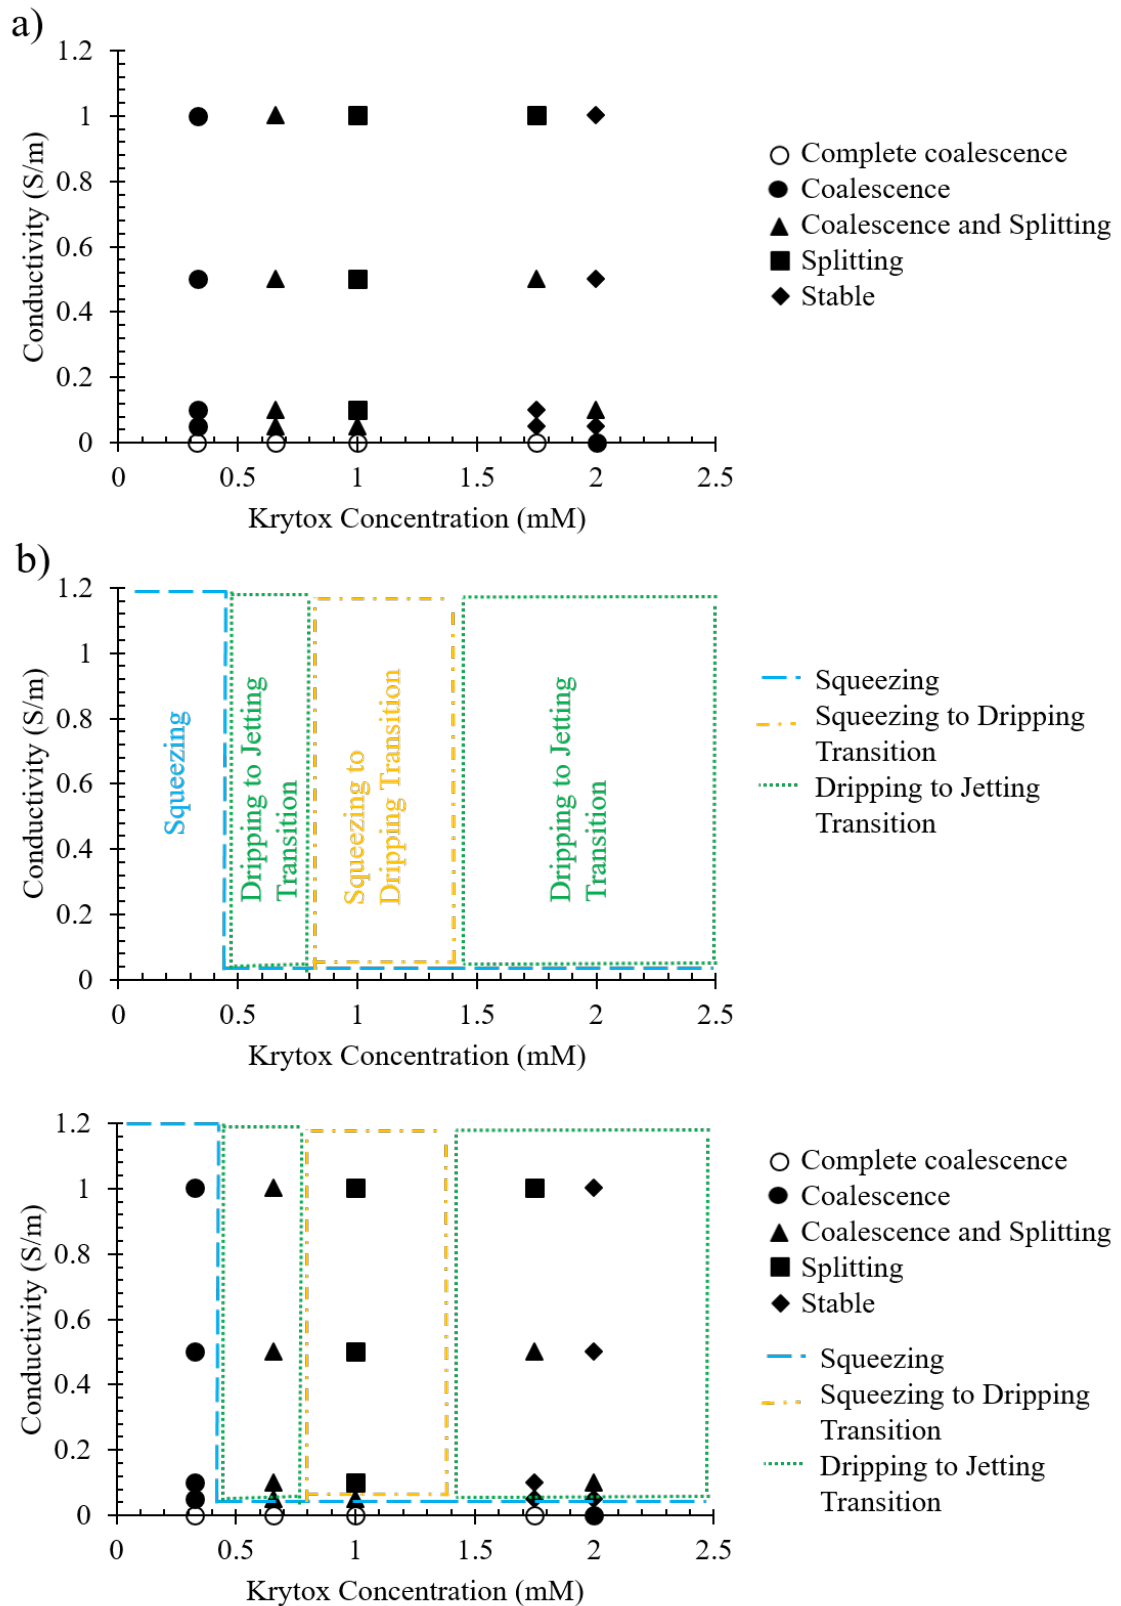 a)
1.2
1
0.8
0.6
0.4
0.2
0
Conductivity (S/m)
0 0.5 1 1.5 2 2.5
Krytox Concentration (mM)
Complete coalescence
Coalescence
Coalescence and Splitting
Splitting
Stable
b)
1.2
1
0.8
0.6
0.4
0.2
0
Conductivity (S/m)
Squeezing
Dripping to Jetting
Transition
Squeezing to
Dripping Transition
Dripping to Jetting
Transition
0 0.5 1 1.5 2 2.5
Krytox Concentration (mM)
Squeezing
Squeezing to Dripping
Transition
Dripping to Jetting
Transition
1.2
1
0.8
0.6
0.4
0.2
0
Conductivity (S/m)
0 0.5 1 1.5 2 2.5
Krytox Concentration (mM)
Complete coalescence
Coalescence
Coalescence and Splitting
Splitting
Stable
Squeezing
Squeezing to Dripping
Transition
Dripping to Jetting
Transition